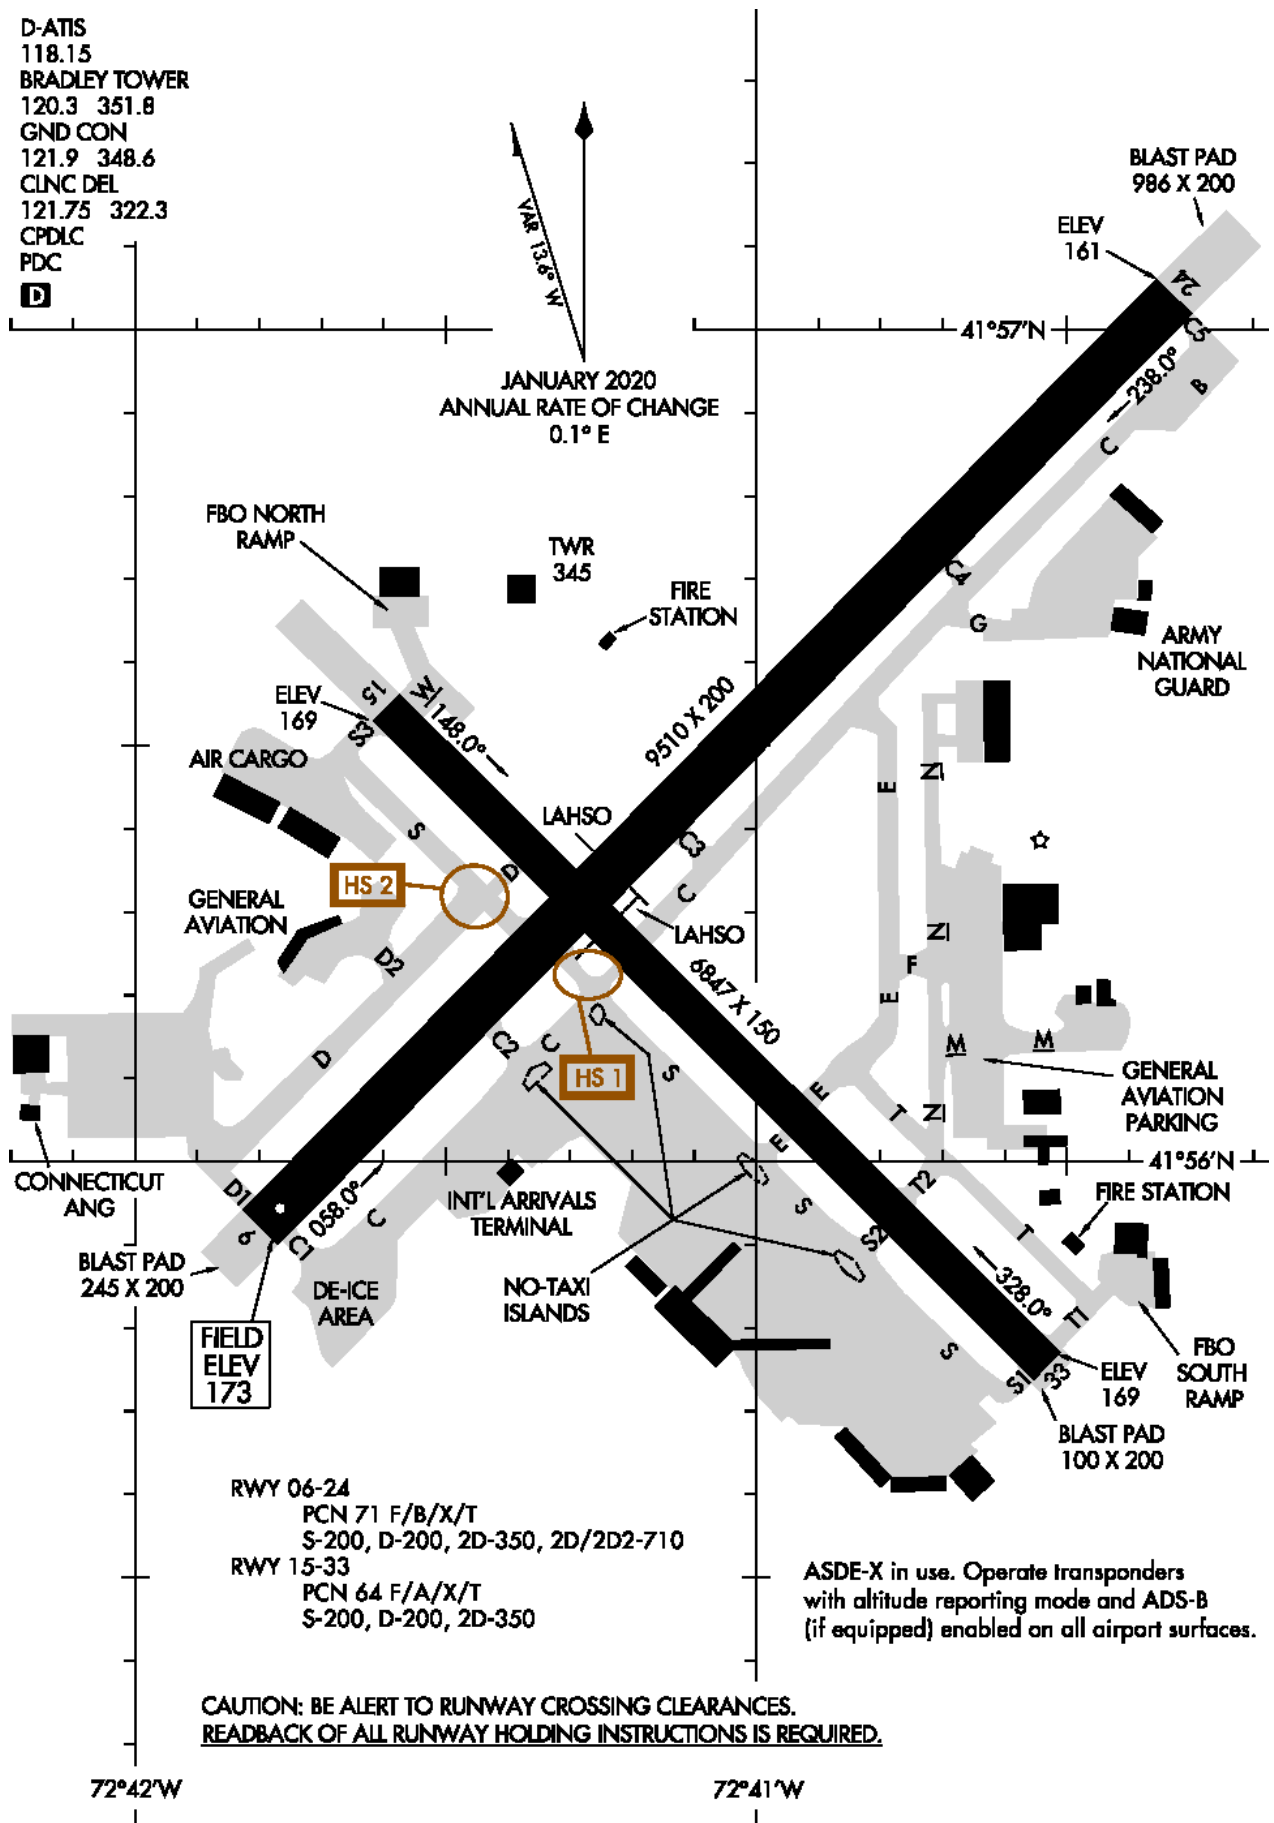 D-ATIS
118.15
BRADLEY TOWER
120.3 351.8
GND CON
121.9 348.6
CLNC DEL
121.75 322.3
CPDLC
PDC
D
VAR 13.6° W
JANUARY 2020
ANNUAL RATE OF CHANGE
0.1° E
BLAST PAD
986 X 200
ELEV
161
24
C5
41°57'N
238.0°
B
C
FBO NORTH
RAMP
TWR
345
FIRE
STATION
C4
G
ARMY
NATIONAL
GUARD
ELEV
169
15
W
S3
148.0°
9510 X 200
AIR CARGO
E
N
LAHSO
S
D
C3
C
HS 2
GENERAL
AVIATION
LAHSO
N
D2
6847 X 150
F
E
C2
C
S
HS 1
M
M
D
GENERAL
AVIATION
PARKING
E
T
N
E
41°56'N
CONNECTICUT
ANG
D1
6
C1
058.0°
C
INT'L ARRIVALS
TERMINAL
S
T2
FIRE STATION
S2
T
BLAST PAD
245 X 200
DE-ICE
AREA
NO-TAXI
ISLANDS
328.0°
T1
FIELD
ELEV
173
S
S1
33
ELEV
169
FBO
SOUTH
RAMP
BLAST PAD
100 X 200
RWY 06-24
PCN 71 F/B/X/T
S-200, D-200, 2D-350, 2D/2D2-710
RWY 15-33
PCN 64 F/A/X/T
S-200, D-200, 2D-350
ASDE-X in use. Operate transponders
with altitude reporting mode and ADS-B
(if equipped) enabled on all airport surfaces.
CAUTION: BE ALERT TO RUNWAY CROSSING CLEARANCES.
READBACK OF ALL RUNWAY HOLDING INSTRUCTIONS IS REQUIRED.
72°42'W
72°41'W